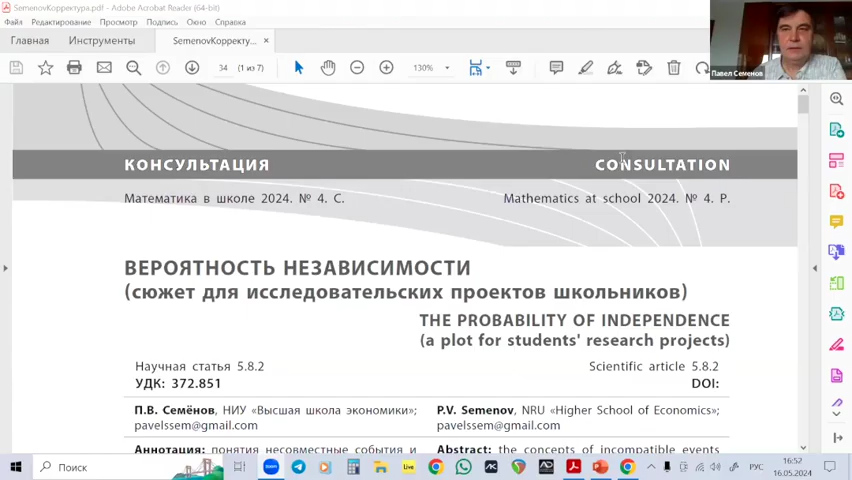 SemenovКорректура.pdf - Adobe Acrobat Reader (64-bit)
Файл Редактирование Просмотр Подпись Окно Справка
Главная Инструменты SemenovКорректу... ×
34 (1 из 7) 130%
Павел Семенов
КОНСУЛЬТАЦИЯ CONSULTATION
Математика в школе 2024. № 4. С. Mathematics at school 2024. № 4. P.
ВЕРОЯТНОСТЬ НЕЗАВИСИМОСТИ
(сюжет для исследовательских проектов школьников)
THE PROBABILITY OF INDEPENDENCE
(a plot for students' research projects)
Научная статья 5.8.2 Scientific article 5.8.2
УДК: 372.851 DOI:
П.В. Семёнов, НИУ «Высшая школа экономики»; P.V. Semenov, NRU «Higher School of Economics»;
pavelssem@gmail.com pavelssem@gmail.com
Аннотация: понятия несовместные события и Abstract: the concepts of incompatible events
Поиск Live РУС 16:52
16.05.2024